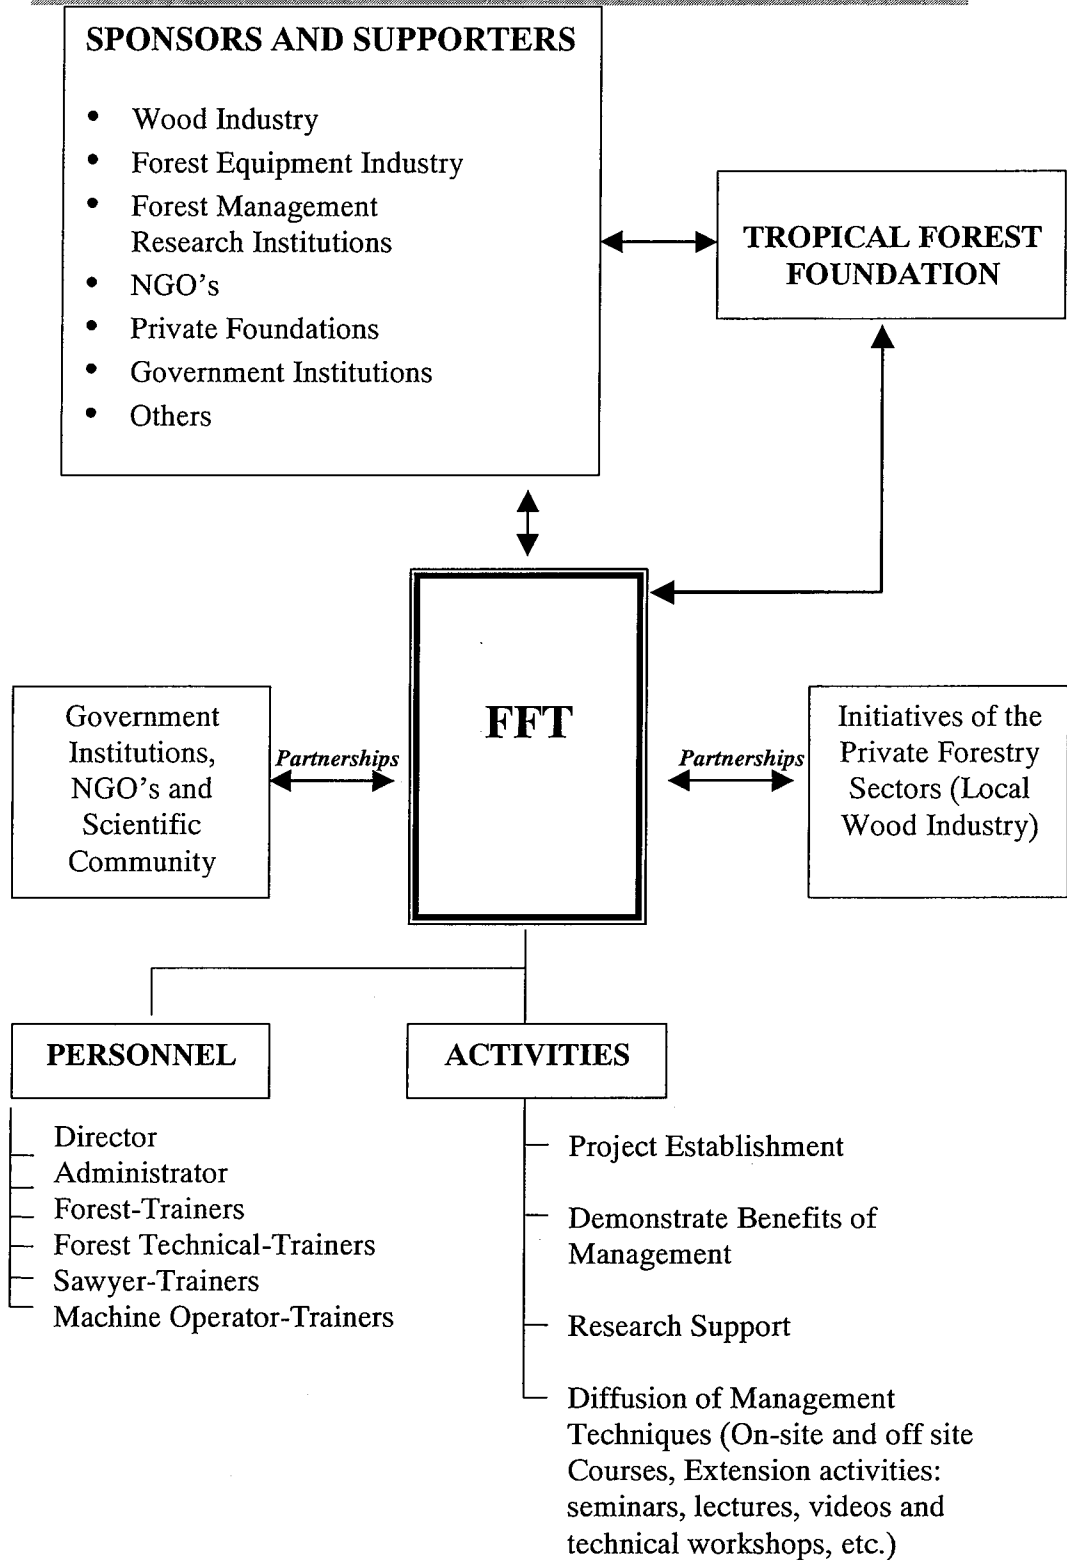 SPONSORS AND SUPPORTERS
• Wood Industry
• Forest Equipment Industry
• Forest Management
Research Institutions
• NGO's
• Private Foundations
• Government Institutions
• Others
TROPICAL FOREST
FOUNDATION
FFT
Government
Institutions,
NGO's and
Scientific
Community
Partnerships
Partnerships
Initiatives of the
Private Forestry
Sectors (Local
Wood Industry)
PERSONNEL
Director
Administrator
Forest-Trainers
Forest Technical-Trainers
Sawyer-Trainers
Machine Operator-Trainers
ACTIVITIES
Project Establishment
Demonstrate Benefits of
Management
Research Support
Diffusion of Management
Techniques (On-site and off site
Courses, Extension activities:
seminars, lectures, videos and
technical workshops, etc.)